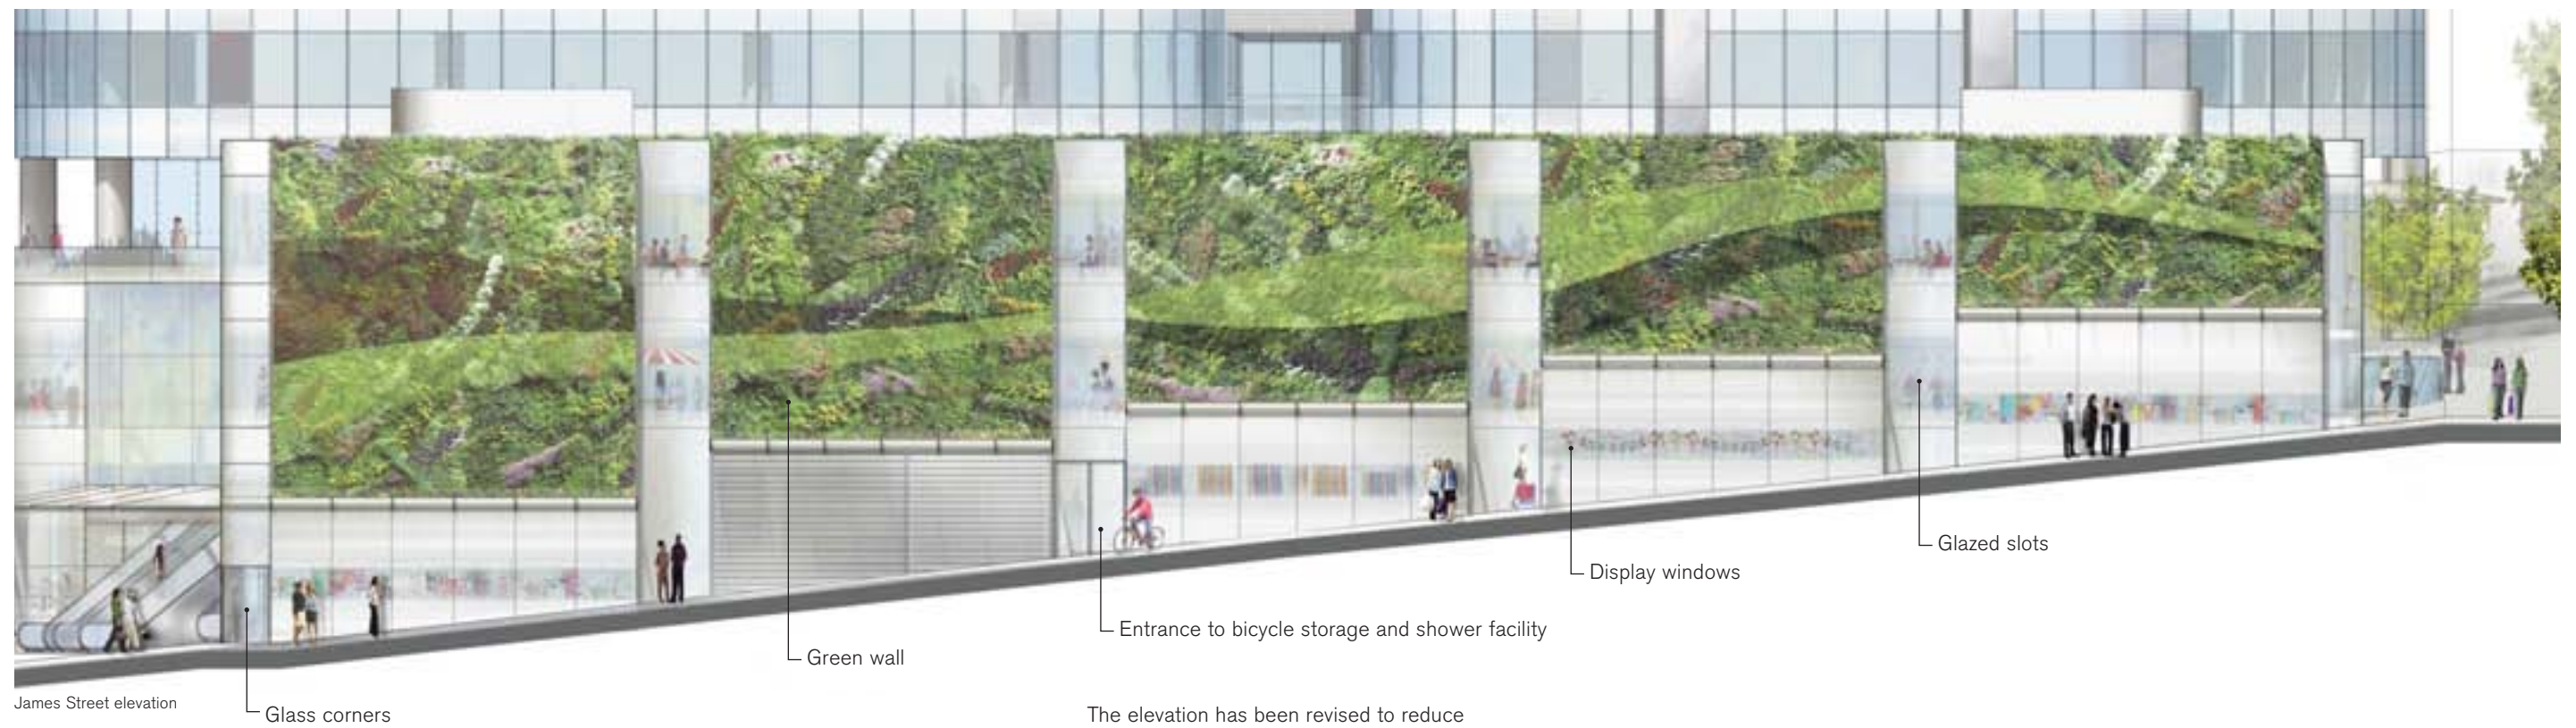 Glazed slots
Display windows
Entrance to bicycle storage and shower facility
Green wall
James Street elevation
Glass corners
The elevation has been revised to reduce